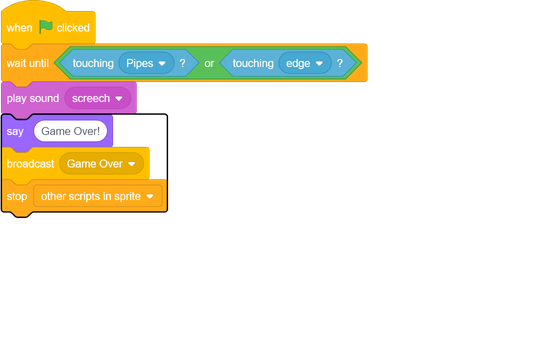 when clicked
wait until touching Pipes ? or touching edge ?
play sound screech
say Game Over!
broadcast Game Over
stop other scripts in sprite